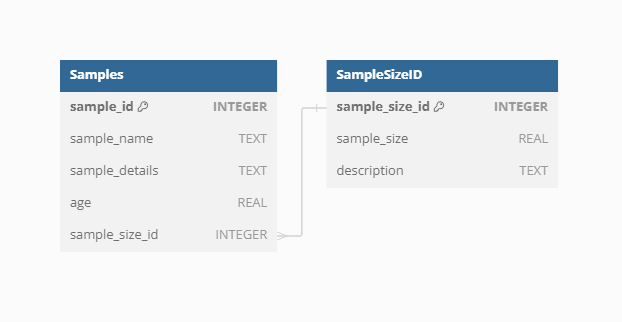 Samples
sample_id INTEGER
sample_name TEXT
sample_details TEXT
age REAL
sample_size_id INTEGER
SampleSizeID
sample_size_id INTEGER
sample_size REAL
description TEXT